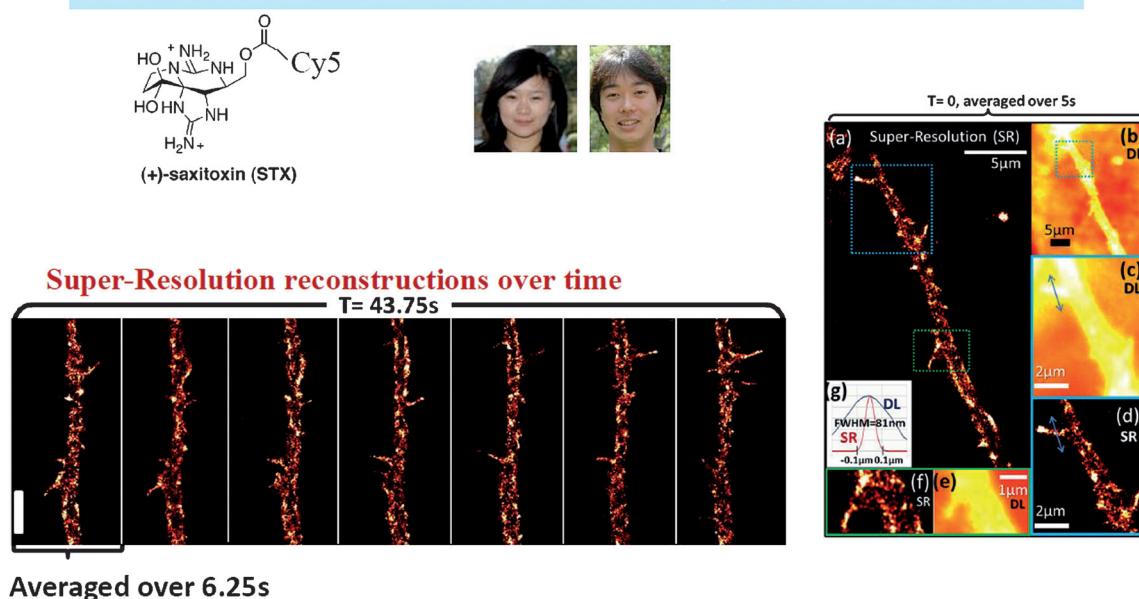 O
O
Cy5
+
NH₂
HO
N
NH
HO
HN
NH
H₂N
+
(+)-saxitoxin (STX)
Super-Resolution reconstructions over time
T= 43.75s
Averaged over 6.25s
T= 0, averaged over 5s
(a)
Super-Resolution (SR)
5μm
(b)
DL
5μm
(c)
DL
2μm
(d)
SR
2μm
(g)
DL
FWHM=81nm
SR
-0.1μm 0.1μm
(f)
SR
(e)
1μm
DL